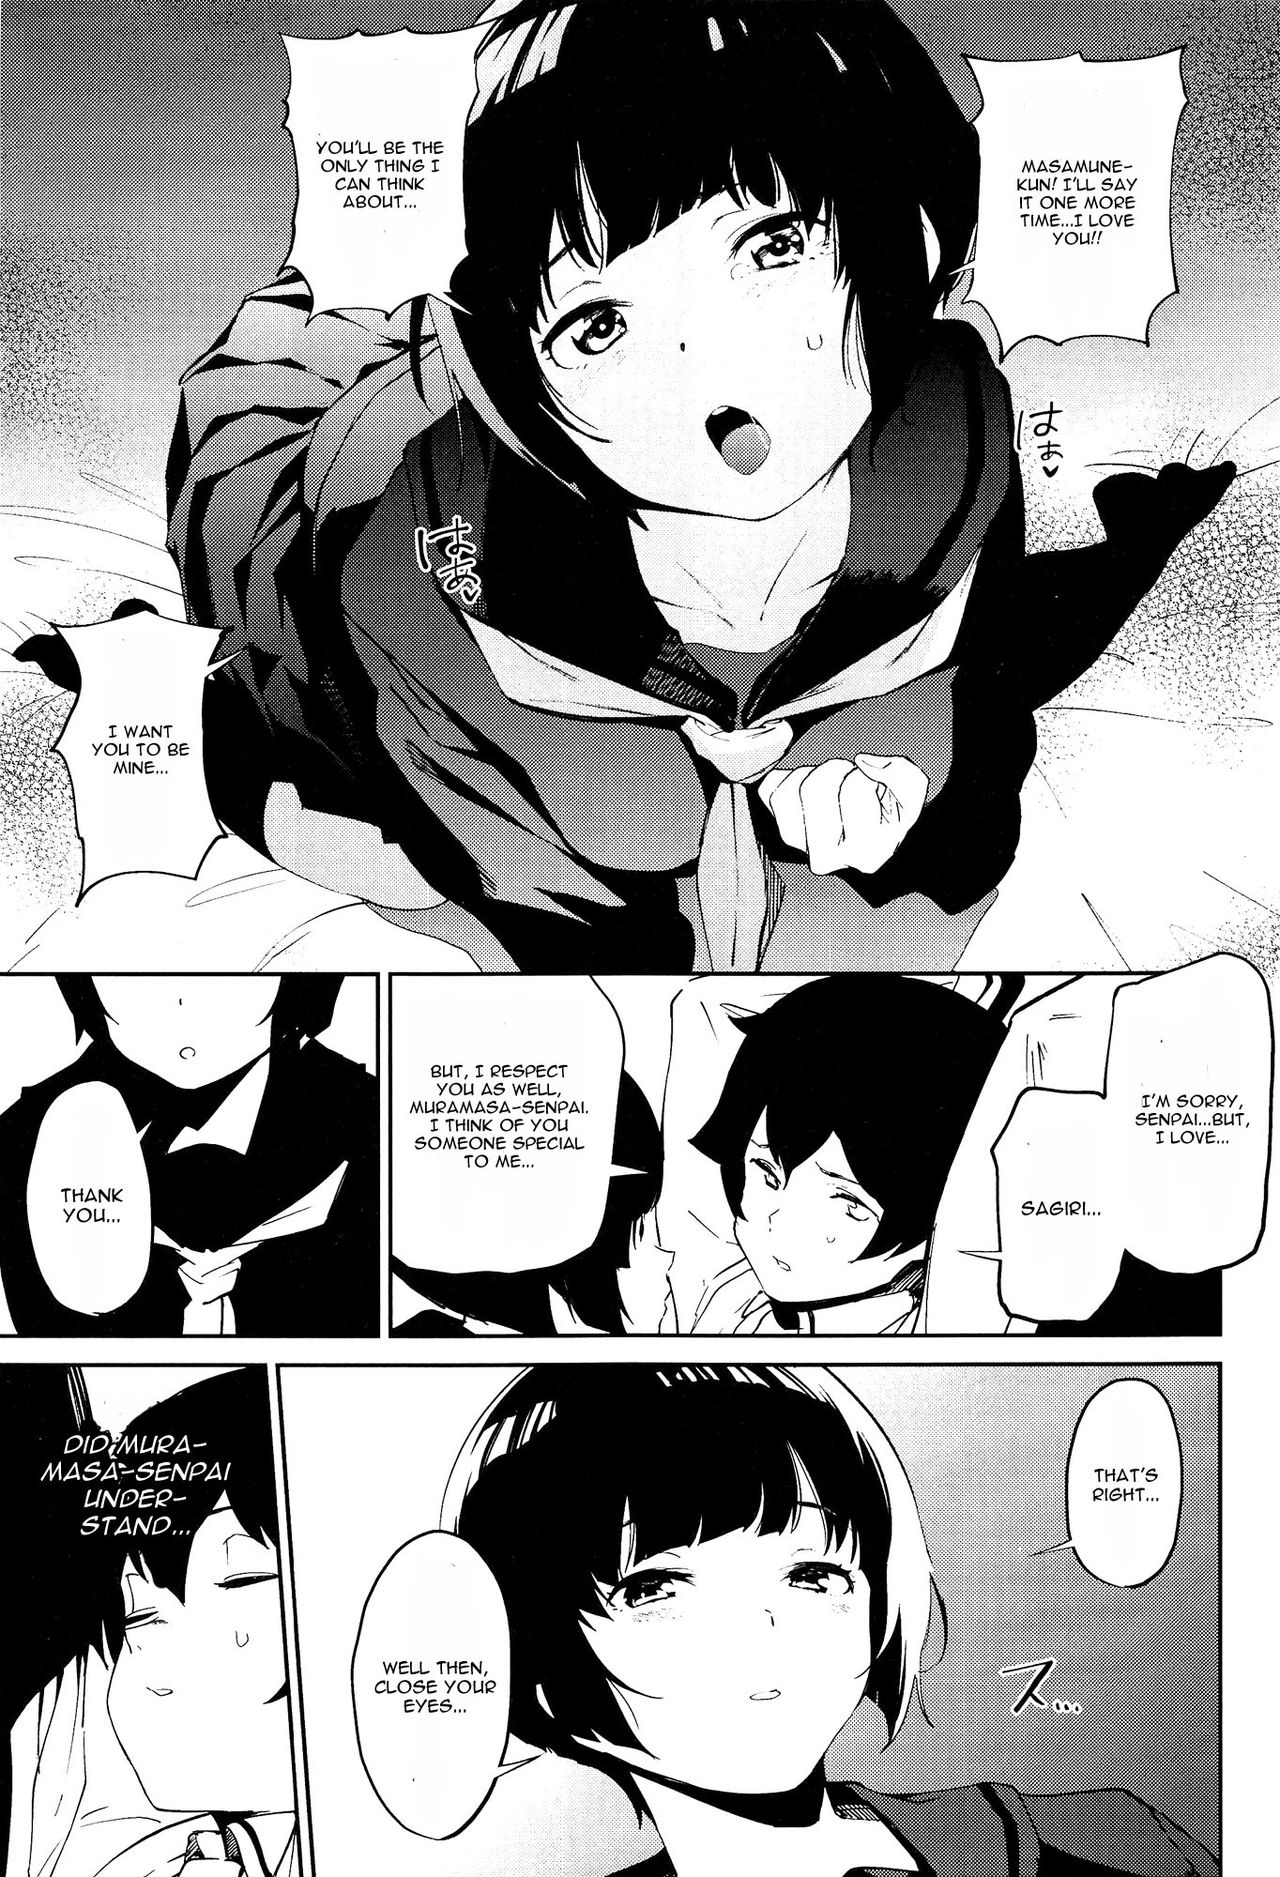 MASAMUNE-
KUN! I'LL SAY
IT ONE MORE
TIME...I LOVE
YOU!!
YOU'LL BE THE
ONLY THING I
CAN THINK
ABOUT...
はぁ♥
はぁ♥
I WANT
YOU TO BE
MINE...
I'M SORRY,
SENPAI...BUT,
I LOVE...
SAGIRI...
BUT, I RESPECT
YOU AS WELL,
MURAMASA-SENPAI.
I THINK OF YOU
SOMEONE SPECIAL
TO ME...
THANK
YOU...
THAT'S
RIGHT...
ス...
WELL THEN,
CLOSE YOUR
EYES...
DID MURA-
MASA-SENPAI
UNDER-
STAND...